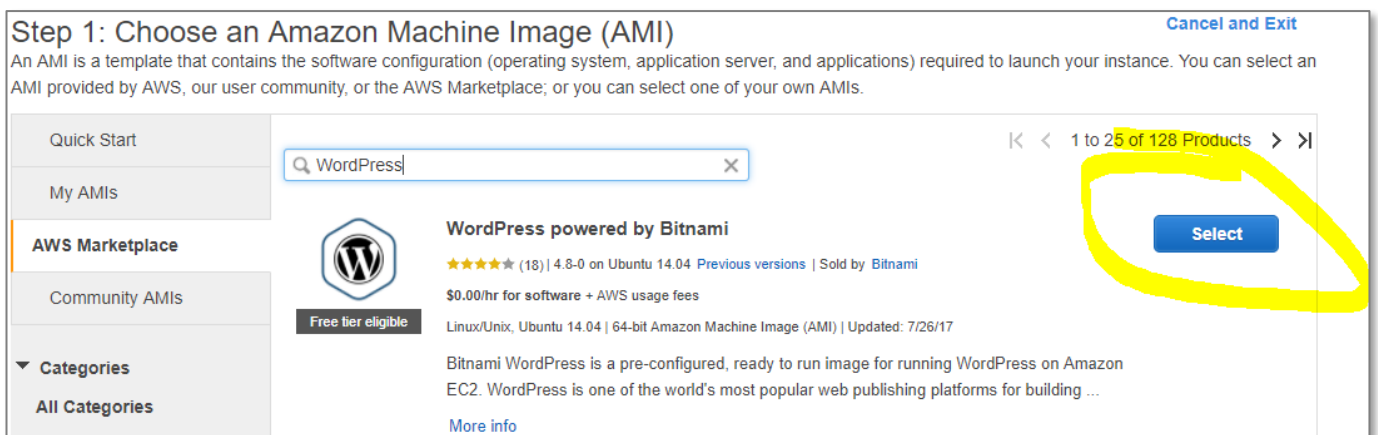 Step 1: Choose an Amazon Machine Image (AMI)
Cancel and Exit
An AMI is a template that contains the software configuration (operating system, application server, and applications) required to launch your instance. You can select an
AMI provided by AWS, our user community, or the AWS Marketplace; or you can select one of your own AMIs.
Quick Start
My AMIs
AWS Marketplace
Community AMIs
Categories
All Categories
1 to 25 of 128 Products
WordPress
WordPress powered by Bitnami
Select
(18) | 4.8-0 on Ubuntu 14.04 Previous versions | Sold by Bitnami
$0.00/hr for software + AWS usage fees
Free tier eligible
Linux/Unix, Ubuntu 14.04 | 64-bit Amazon Machine Image (AMI) | Updated: 7/26/17
Bitnami WordPress is a pre-configured, ready to run image for running WordPress on Amazon
EC2. WordPress is one of the world's most popular web publishing platforms for building ...
More info